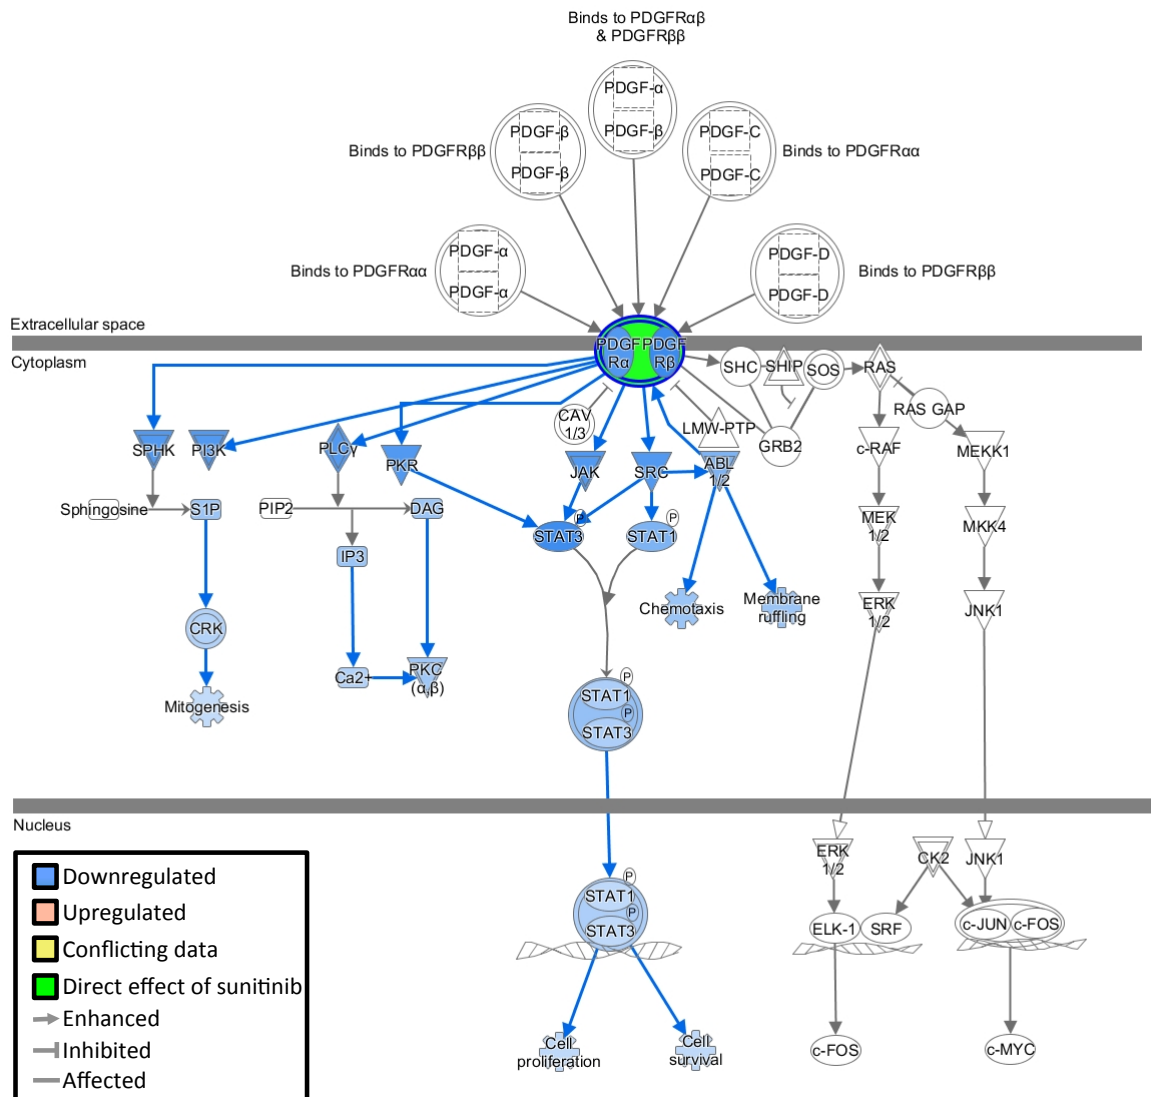 Binds to PDGFRαβ
& PDGFRββ
PDGF-α
PDGF-β
PDGF-β
PDGF-β
PDGF-C
PDGF-C
Binds to PDGFRββ
Binds to PDGFRαα
PDGF-α
PDGF-α
PDGF-D
PDGF-D
Binds to PDGFRαα
Binds to PDGFRββ
Extracellular space
Cytoplasm
PDGF PDGF
Rα Rβ
SHC
SHIP
SOS
RAS
RAS GAP
CAV
1/3
LMW-PTP
GRB2
c-RAF
MEKK1
SPHK
PI3K
PLCγ
PKR
JAK
SRC
ABL
1/2
Sphingosine
S1P
PIP2
DAG
P
STAT3
P
STAT1
MEK
1/2
MKK4
IP3
Chemotaxis
Membrane
ruffling
ERK
1/2
JNK1
CRK
Ca2+
PKC
(α,β)
Mitogenesis
P
STAT1
P
STAT3
Nucleus
ERK
1/2
CK2
JNK1
P
STAT1
P
STAT3
ELK-1
SRF
c-JUN
c-FOS
Cell
proliferation
Cell
survival
c-FOS
c-MYC
Downregulated
Upregulated
Conflicting data
Direct effect of sunitinib
Enhanced
Inhibited
Affected